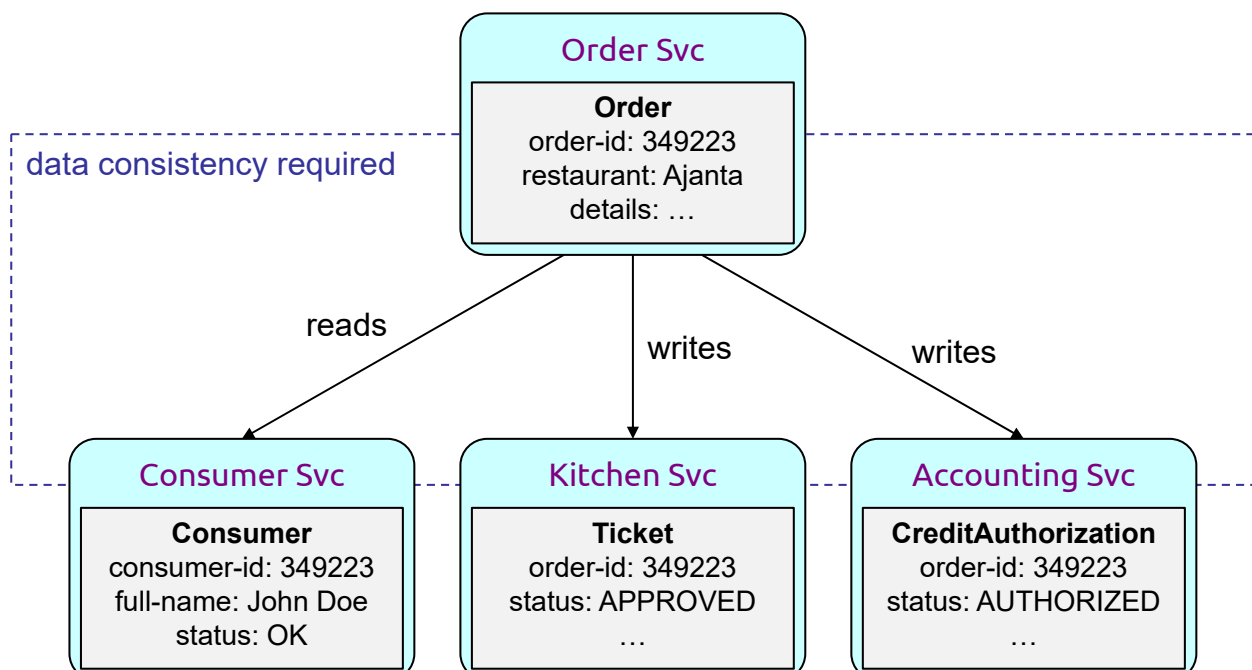 Order Svc
Order
order-id: 349223
restaurant: Ajanta
details: …
data consistency required
reads
writes
writes
Consumer Svc
Consumer
consumer-id: 349223
full-name: John Doe
status: OK
Kitchen Svc
Ticket
order-id: 349223
status: APPROVED
…
Accounting Svc
CreditAuthorization
order-id: 349223
status: AUTHORIZED
…